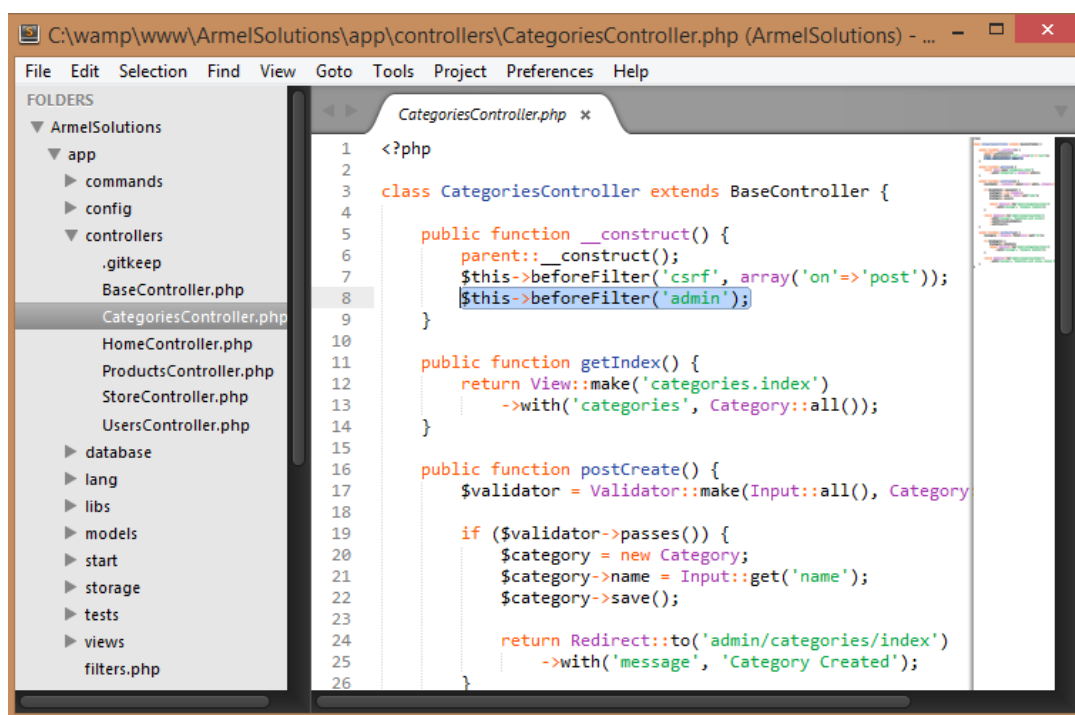 C:\wamp\www\ArmelSolutions\app\controllers\CategoriesController.php (ArmelSolutions) - ...
File Edit Selection Find View Goto Tools Project Preferences Help
FOLDERS
ArmelSolutions
app
commands
config
controllers
.gitkeep
BaseController.php
CategoriesController.php
HomeController.php
ProductsController.php
StoreController.php
UsersController.php
database
lang
libs
models
start
storage
tests
views
filters.php
CategoriesController.php
1 <?php
2
3 class CategoriesController extends BaseController {
4
5     public function __construct() {
6         parent::__construct();
7         $this->beforeFilter('csrf', array('on'=>'post'));
8         $this->beforeFilter('admin');
9     }
10
11     public function getIndex() {
12         return View::make('categories.index')
13             ->with('categories', Category::all());
14     }
15
16     public function postCreate() {
17         $validator = Validator::make(Input::all(), Category
18
19         if ($validator->passes()) {
20             $category = new Category;
21             $category->name = Input::get('name');
22             $category->save();
23
24             return Redirect::to('admin/categories/index')
25                 ->with('message', 'Category Created');
26         }